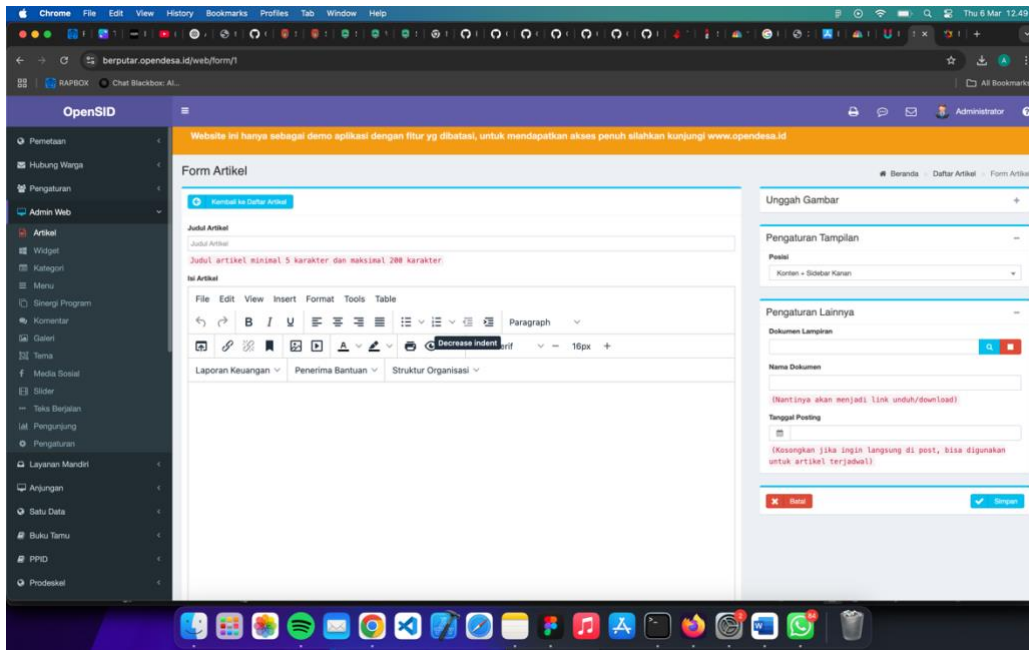 Chrome File Edit View History Bookmarks Profiles Tab Window Help
Thu 6 Mar 12.49
berputar.opendesa.id/web/form/1
RAPBOX Chat Blackbox: AI... All Bookmarks
OpenSID
Administrator
Website ini hanya sebagai demo aplikasi dengan fitur yg dibatasi, untuk mendapatkan akses penuh silahkan kunjungi www.opendesa.id
Pemetaan
Hubung Warga
Pengaturan
Admin Web
Artikel
Widget
Kategori
Menu
Sinergi Program
Komentar
Galeri
Tema
Media Sosial
Slider
Teks Berjalan
Pengunjung
Pengaturan
Layanan Mandiri
Anjungan
Satu Data
Buku Tamu
PPID
Prodeskel
Form Artikel
Beranda Daftar Artikel Form Artikel
Kembali ke Daftar Artikel
Judul Artikel
Judul Artikel
Judul artikel minimal 5 karakter dan maksimal 200 karakter
Isi Artikel
File Edit View Insert Format Tools Table
B I U Paragraph
Decrease indent
16px
Laporan Keuangan Penerima Bantuan Struktur Organisasi
Unggah Gambar
Pengaturan Tampilan
Posisi
Konten + Sidebar Kanan
Pengaturan Lainnya
Dokumen Lampiran
Nama Dokumen
(Nantinya akan menjadi link unduh/download)
Tanggal Posting
(Kosongkan jika ingin langsung di post, bisa digunakan
untuk artikel terjadwal)
Batal
Simpan